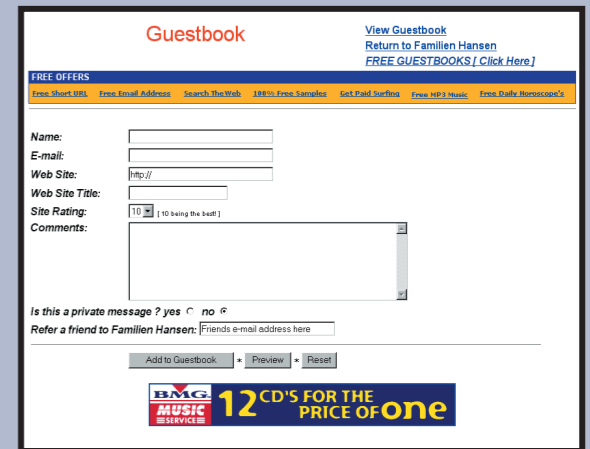 Guestbook
View Guestbook
Return to Familien Hansen
FREE GUESTBOOKS [ Click Here ]
FREE OFFERS
Free Short URL Free Email Address Search The Web 100% Free Samples Get Paid Surfing Free MP3 Music Free Daily Horoscope's
Name:
E-mail:
Web Site: http://
Web Site Title:
Site Rating: 10 [ 10 being the best! ]
Comments:
Is this a private message ? yes no
Refer a friend to Familien Hansen: Friends e-mail address here
Add to Guestbook * Preview * Reset
BMG MUSIC SERVICE
12 CD'S FOR THE
PRICE OF one